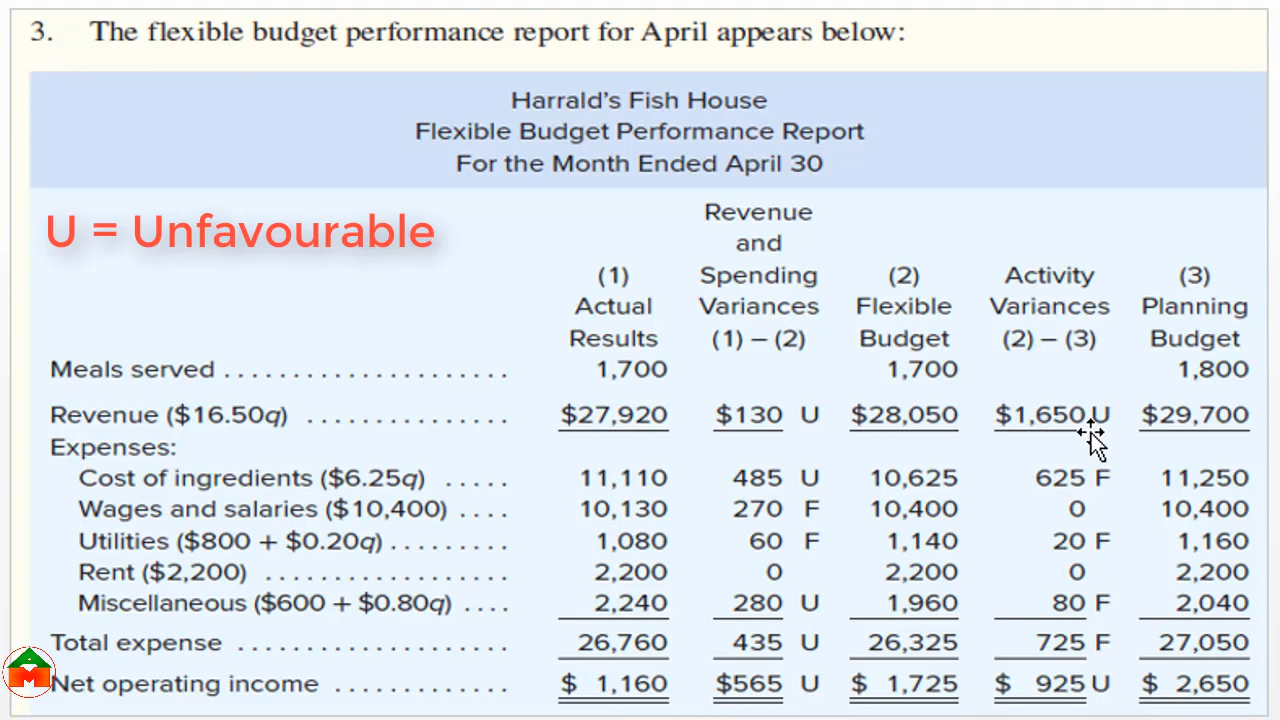 3. The flexible budget performance report for April appears below:
Harrald's Fish House
Flexible Budget Performance Report
For the Month Ended April 30
U = Unfavourable
Revenue
and
(1) Spending (2) Activity (3)
Actual Variances Flexible Variances Planning
Results (1) – (2) Budget (2) – (3) Budget
Meals served ..................... 1,700 1,700 1,800
Revenue ($16.50q) ............... $27,920 $130 U $28,050 $1,650 U $29,700
Expenses:
Cost of ingredients ($6.25q) ..... 11,110 485 U 10,625 625 F 11,250
Wages and salaries ($10,400) .... 10,130 270 F 10,400 0 10,400
Utilities ($800 + $0.20q) ......... 1,080 60 F 1,140 20 F 1,160
Rent ($2,200) .................. 2,200 0 2,200 0 2,200
Miscellaneous ($600 + $0.80q) .... 2,240 280 U 1,960 80 F 2,040
Total expense .................... 26,760 435 U 26,325 725 F 27,050
Net operating income ............. $ 1,160 $565 U $ 1,725 $ 925 U $ 2,650